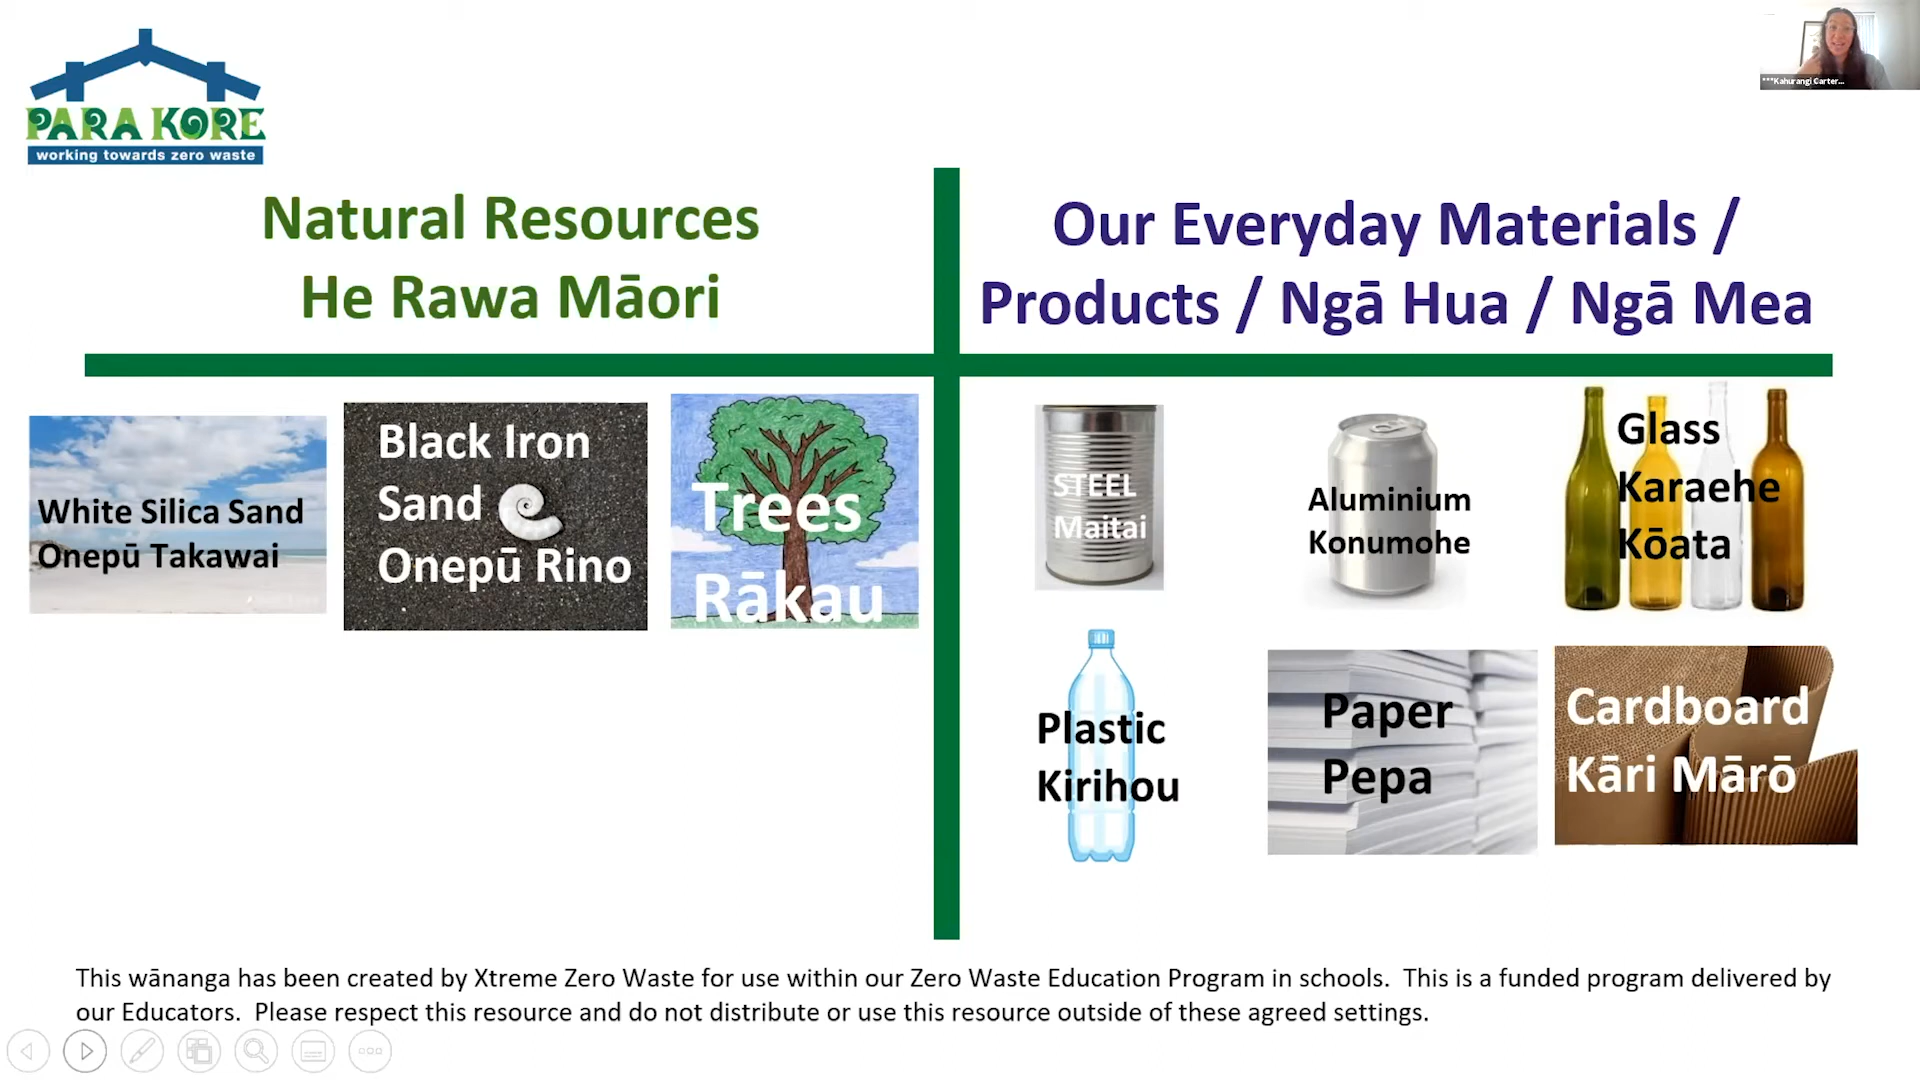 ***Kahurangi Carter...
PARA KORE
working towards zero waste
Natural Resources
He Rawa Māori
Our Everyday Materials /
Products / Ngā Hua / Ngā Mea
White Silica Sand
Onepū Takawai
Black Iron
Sand
Onepū Rino
Trees
Rākau
STEEL
Maitai
Aluminium
Konumohe
Glass
Karaehe
Kōata
Plastic
Kirihou
Paper
Pepa
Cardboard
Kāri Mārō
This wānanga has been created by Xtreme Zero Waste for use within our Zero Waste Education Program in schools. This is a funded program delivered by
our Educators. Please respect this resource and do not distribute or use this resource outside of these agreed settings.